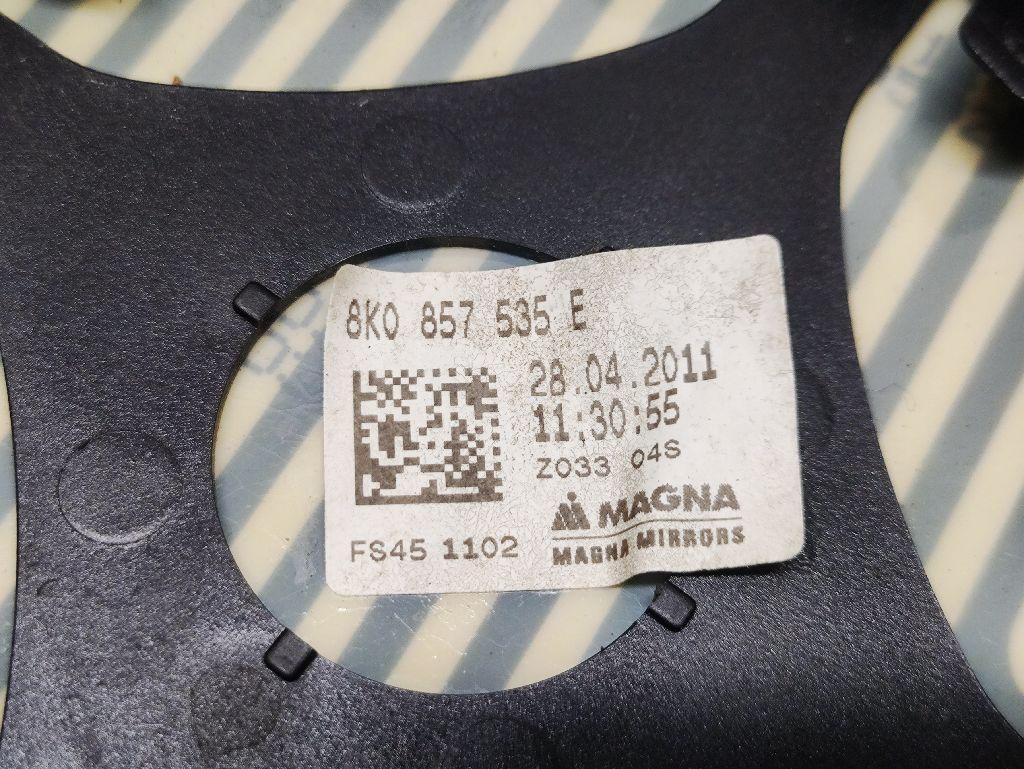 8K0 857 535 E
28.04.2011
11:30:55
Z033 04S
MAGNA
FS45 1102
MAGNA MIRRORS